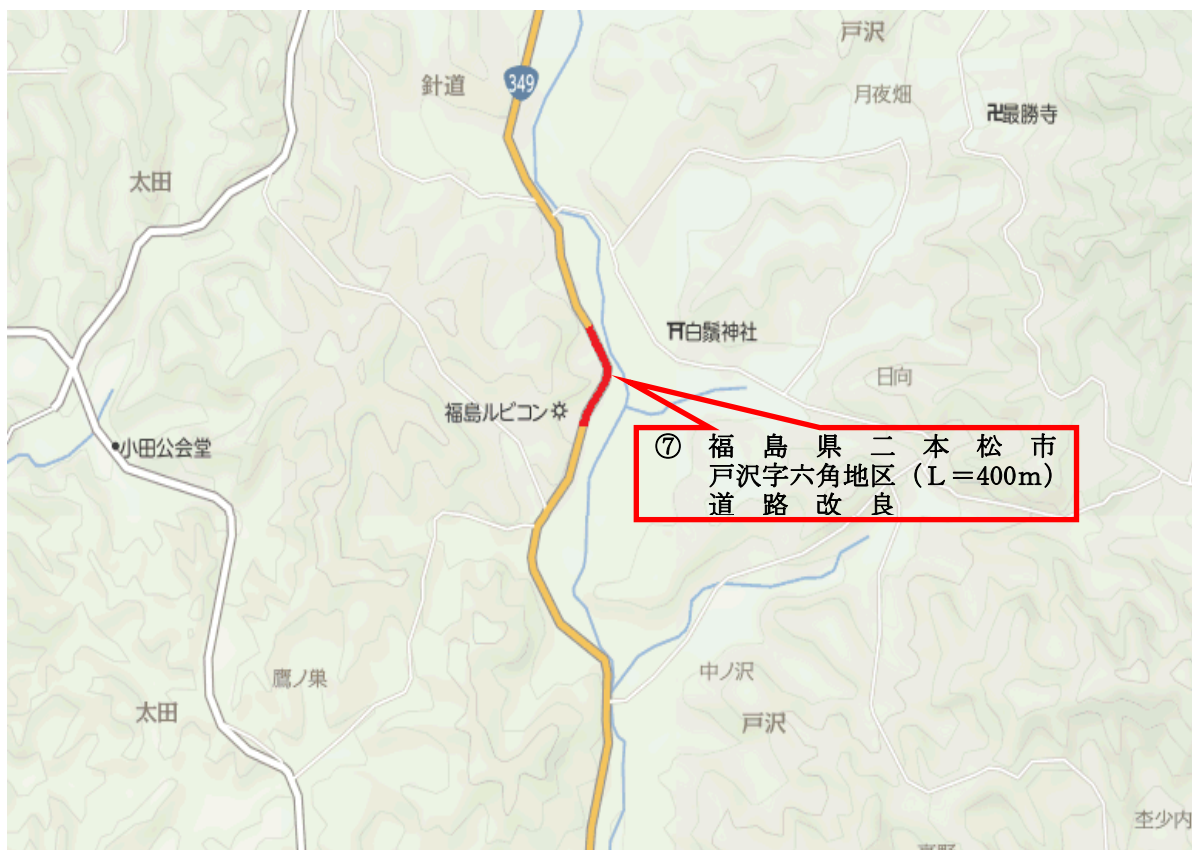 戸沢
針道
349
月夜畑
卍最勝寺
太田
白鬚神社
日向
福島ルビコン
小田公会堂
⑦ 福島県二本松市
戸沢字六角地区（L＝400m）
道路改良
中ノ沢
鷹ノ巣
太田
戸沢
杢少内